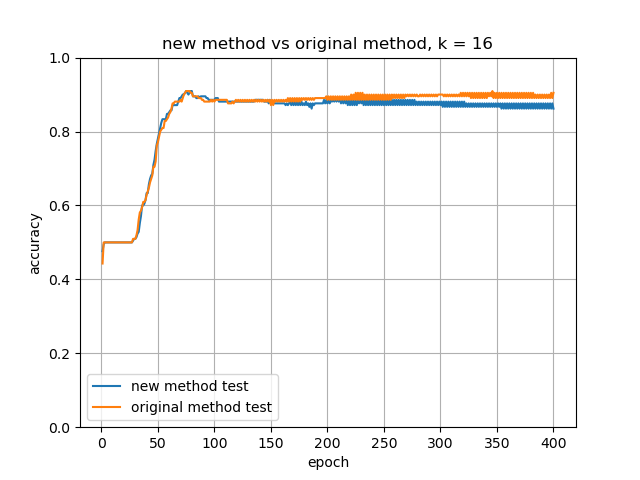 new method vs original method, k = 16
1.0
0.8
0.6
0.4
0.2
0.0
accuracy
new method test
original method test
0 50 100 150 200 250 300 350 400
epoch